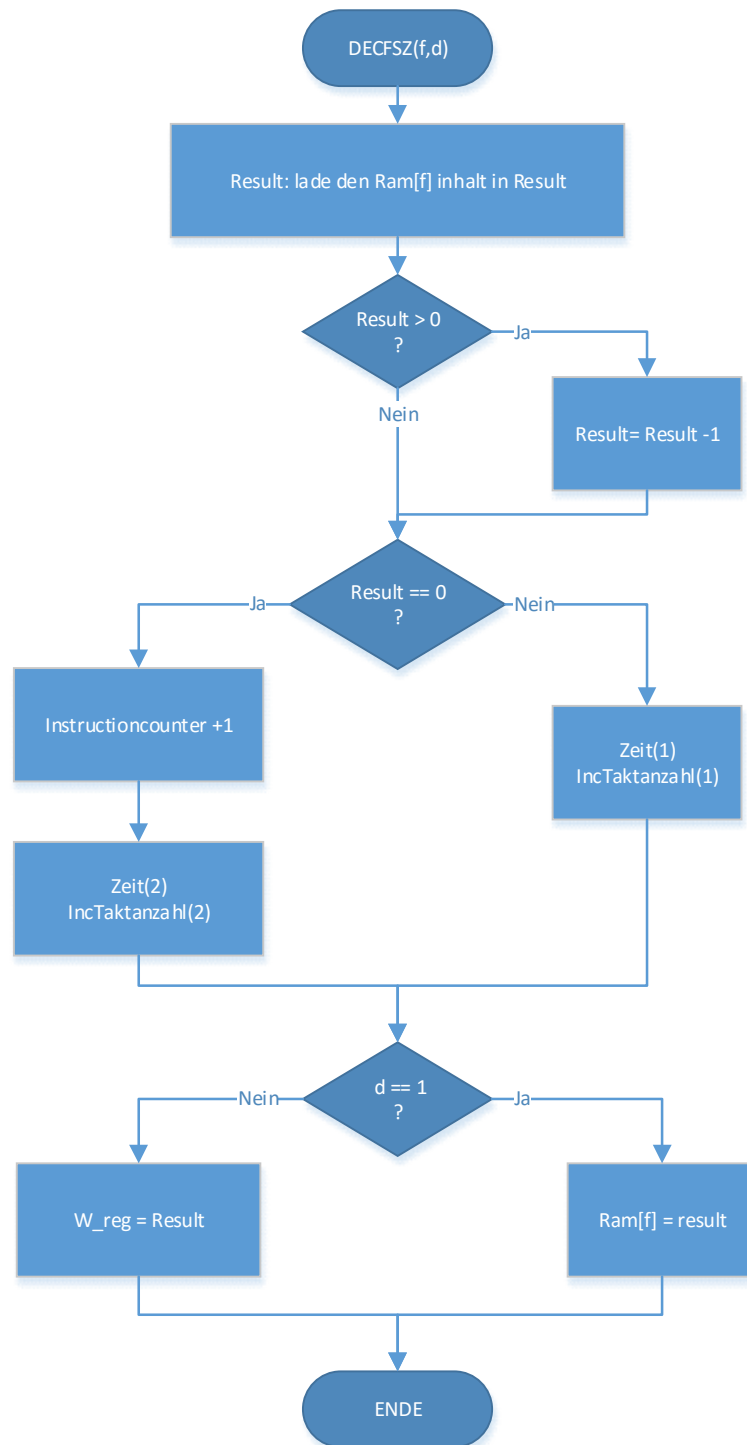 DECFSZ(f,d)
Result: lade den Ram[f] inhalt in Result
Result > 0
?
Ja
Nein
Result= Result -1
Result == 0
?
Ja
Nein
Instructioncounter +1
Zeit(1)
IncTaktanzahl(1)
Zeit(2)
IncTaktanzahl(2)
d == 1
?
Nein
Ja
W_reg = Result
Ram[f] = result
ENDE